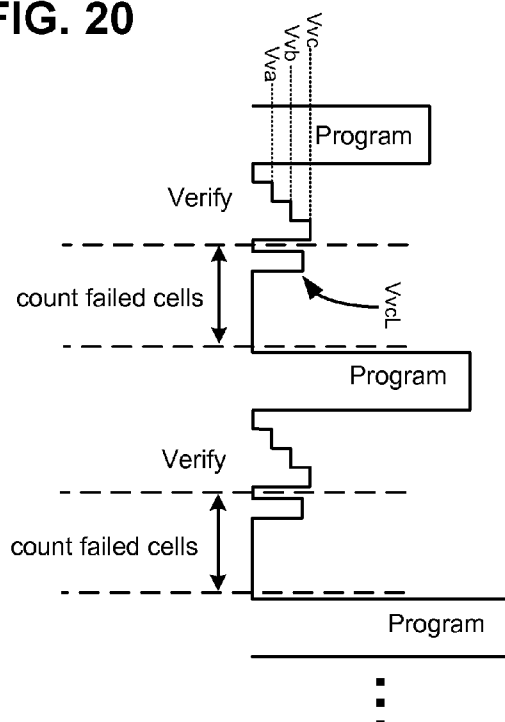 FIG. 20
Vva
Vvb
Vvc
Program
Verify
count failed cells
VvcL
Program
Verify
count failed cells
Program